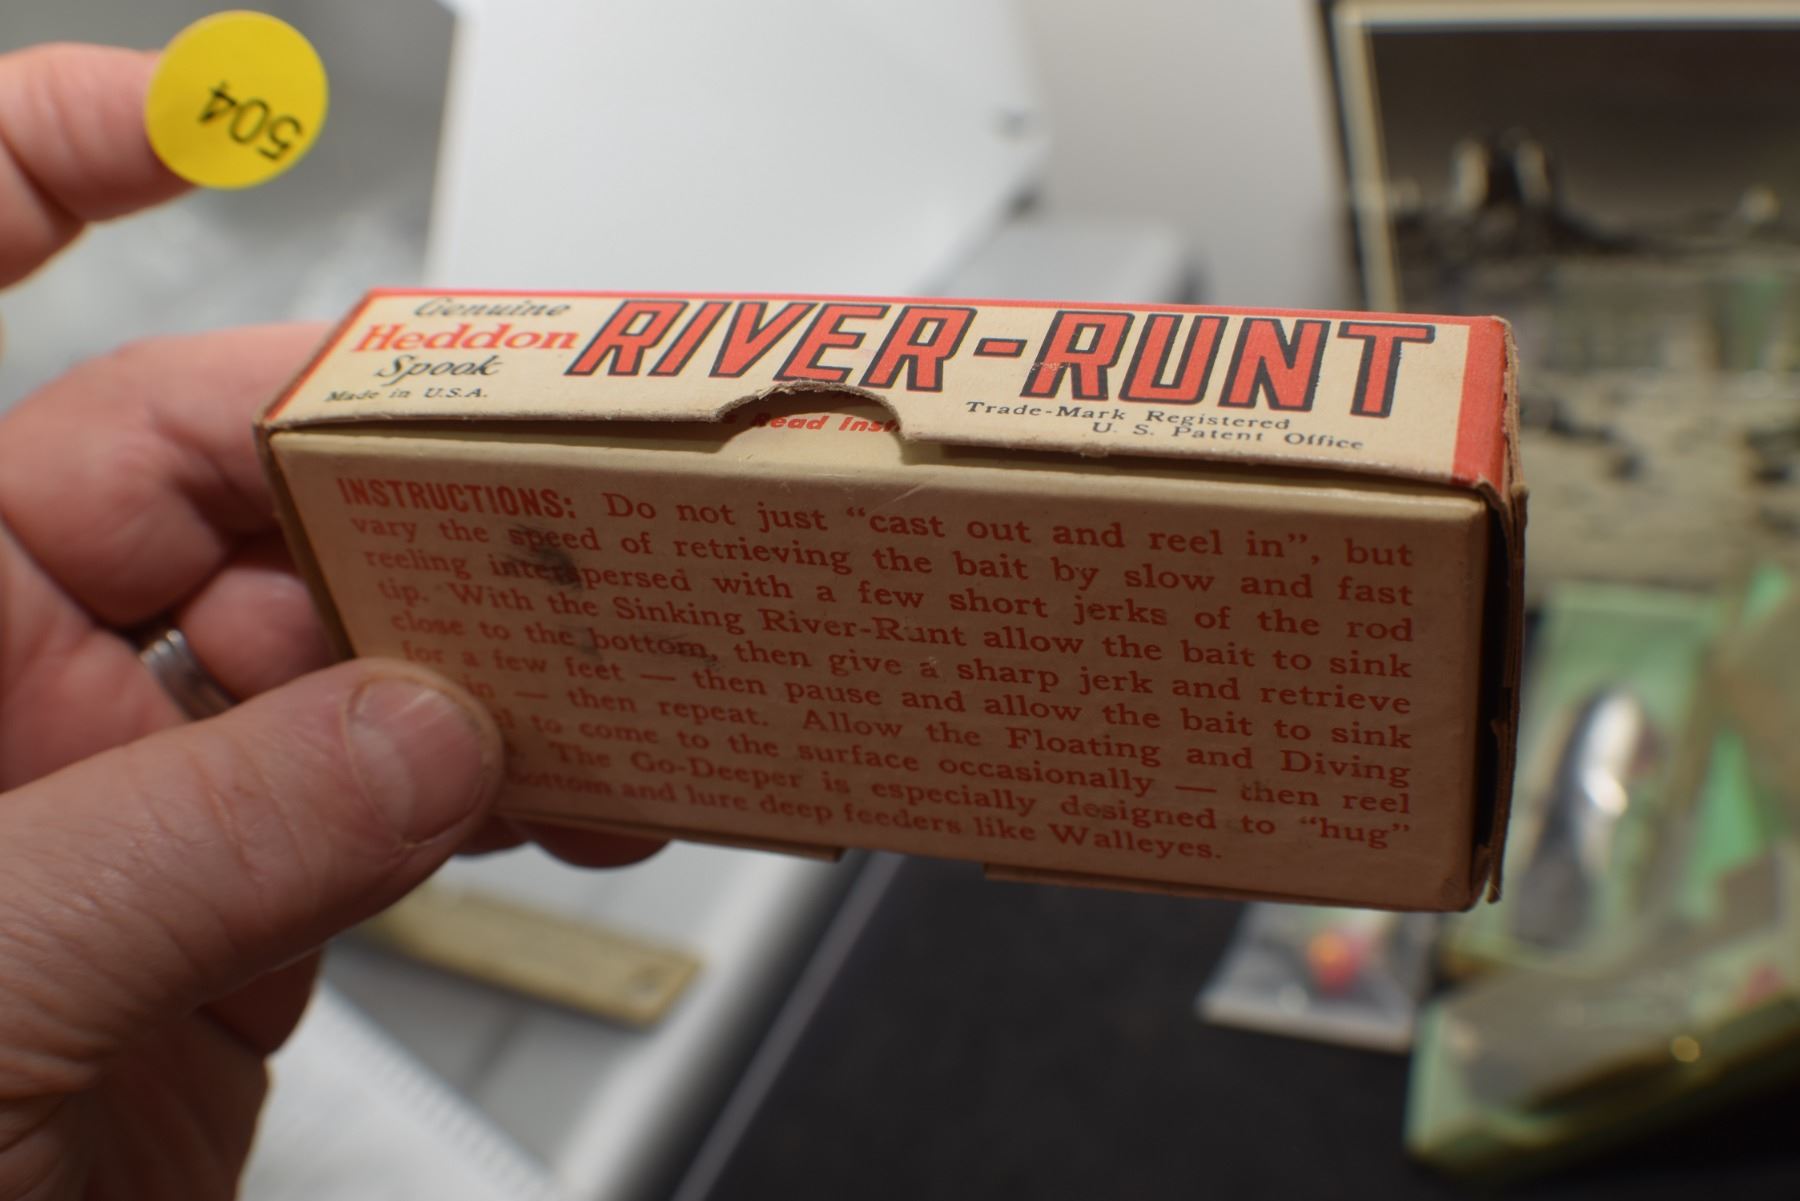 504
Genuine
Heddon
Spook
Made in U.S.A.
RIVER-RUNT
Trade-Mark Registered
U. S. Patent Office
Read Inst
INSTRUCTIONS: Do not just “cast out and reel in”, but
vary the speed of retrieving the bait by slow and fast
reeling interspersed with a few short jerks of the rod
tip. With the Sinking River-Runt allow the bait to sink
close to the bottom, then give a sharp jerk and retrieve
for a few feet — then pause and allow the bait to sink
— then repeat. Allow the Floating and Diving
to come to the surface occasionally — then reel
The Go-Deeper is especially designed to “hug”
bottom and lure deep feeders like Walleyes.